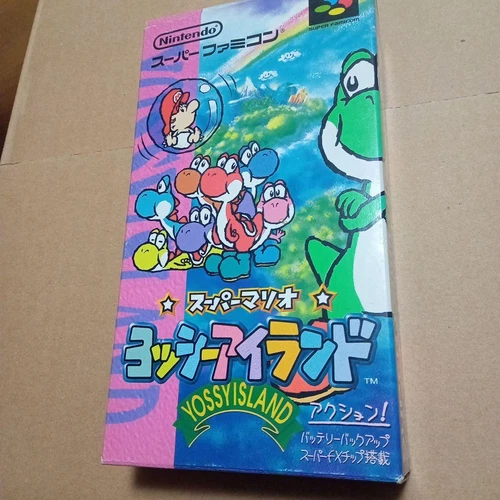 Nintendo
スーパーファミコン
SUPER FAMICOM
スーパーマリオ
ヨッシーアイランド
TM
YOSSY ISLAND
アクション!
バッテリーバックアップ
スーパーFXチップ搭載